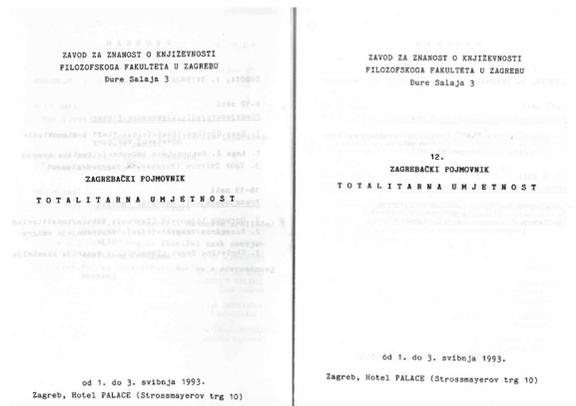 ZAVOD ZA ZNANOST O KNJIŽEVNOSTI
FILOZOFSKOGA FAKULTETA U ZAGREBU
Đure Salaja 3
ZAGREBAČKI POJMOVNIK
TOTALITARNA UMJETNOST
od 1. do 3. svibnja 1993.
Zagreb, Hotel PALACE (Strossmayerov trg 10)
ZAVOD ZA ZNANOST O KNJIŽEVNOSTI
FILOZOFSKOGA FAKULTETA U ZAGREBU
Đure Salaja 3
12.
ZAGREBAČKI POJMOVNIK
TOTALITARNA UMJETNOST
od 1. do 3. svibnja 1993.
Zagreb, Hotel PALACE (Strossmayerov trg 10)